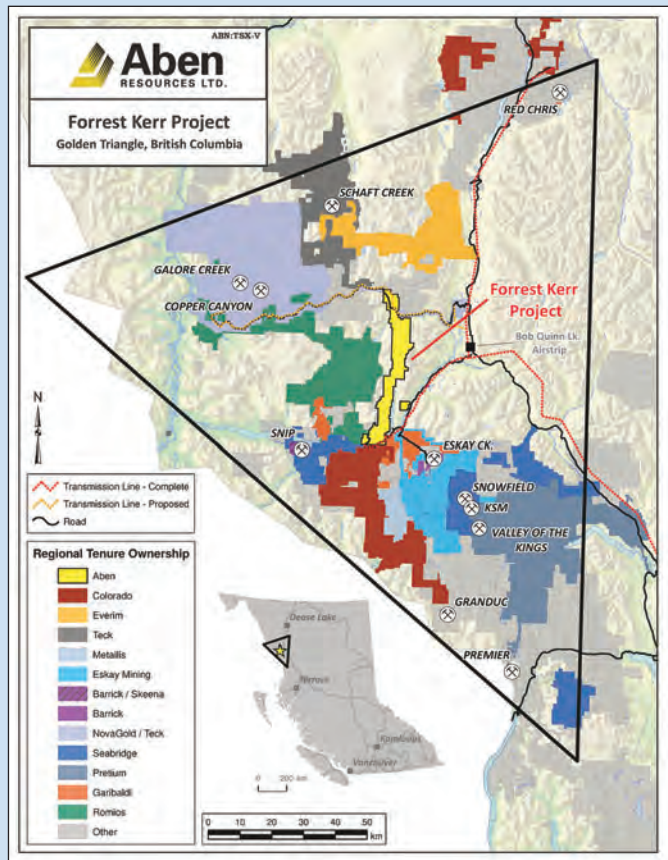 ABN:TSX-V
Aben
RESOURCES LTD.
Forrest Kerr Project
Golden Triangle, British Columbia
RED CHRIS
SCHAFT CREEK
GALORE CREEK
COPPER CANYON
Forrest Kerr
Project
Bob Quinn Lk.
Airstrip
N
SNIP
ESKAY CK.
SNOWFIELD
KSM
VALLEY OF THE
KINGS
GRANDUC
PREMIER
Transmission Line - Complete
Transmission Line - Proposed
Road
Regional Tenure Ownership
Aben
Colorado
Everim
Teck
Metallis
Eskay Mining
Barrick / Skeena
Barrick
NovaGold / Teck
Seabridge
Pretium
Garibaldi
Romios
Other
Dease Lake
Terrace
Kamloops
Vancouver
0 200 km
0 10 20 30 40 50
km